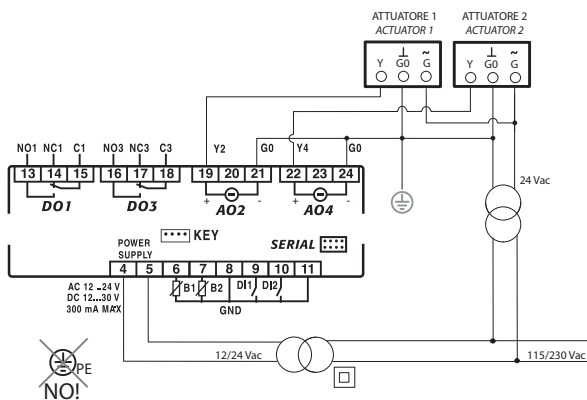 ATTUATORE 1 ATTUATORE 2
ACTUATOR 1 ACTUATOR 2
Y ⊥ G0 ~ G Y ⊥ G0 ~ G
NO1 NC1 C1 NO3 NC3 C3 Y2 G0 Y4 G0
13 14 15 16 17 18 19 20 21 22 23 24
DO1 DO3 + AO2 - + AO4 -
24 Vac
KEY
SERIAL
POWER
SUPPLY
4 5 6 7 8 9 10 11
AC 12 -24 V
DC 12...30 V
300 mA MAX
B1 B2 DI1 DI2
GND
12/24 Vac 115/230 Vac
PE
NO!